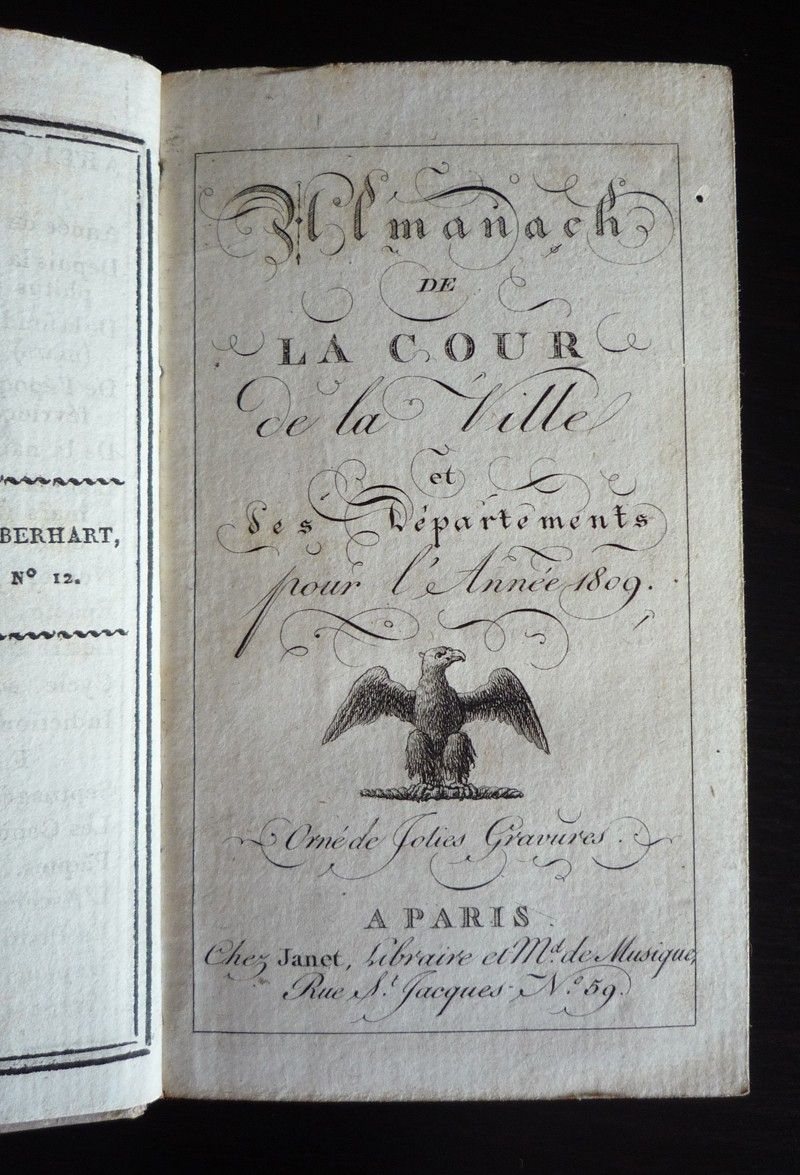 BERHART,
Nº 12.
Almanach
DE
LA COUR
de la Ville
et
des Départements
pour l'Année 1809.
Orné de Jolies Gravures.
A PARIS.
Chez Janet, Libraire et Md. de Musique,
Rue St. Jacques Nº 59.